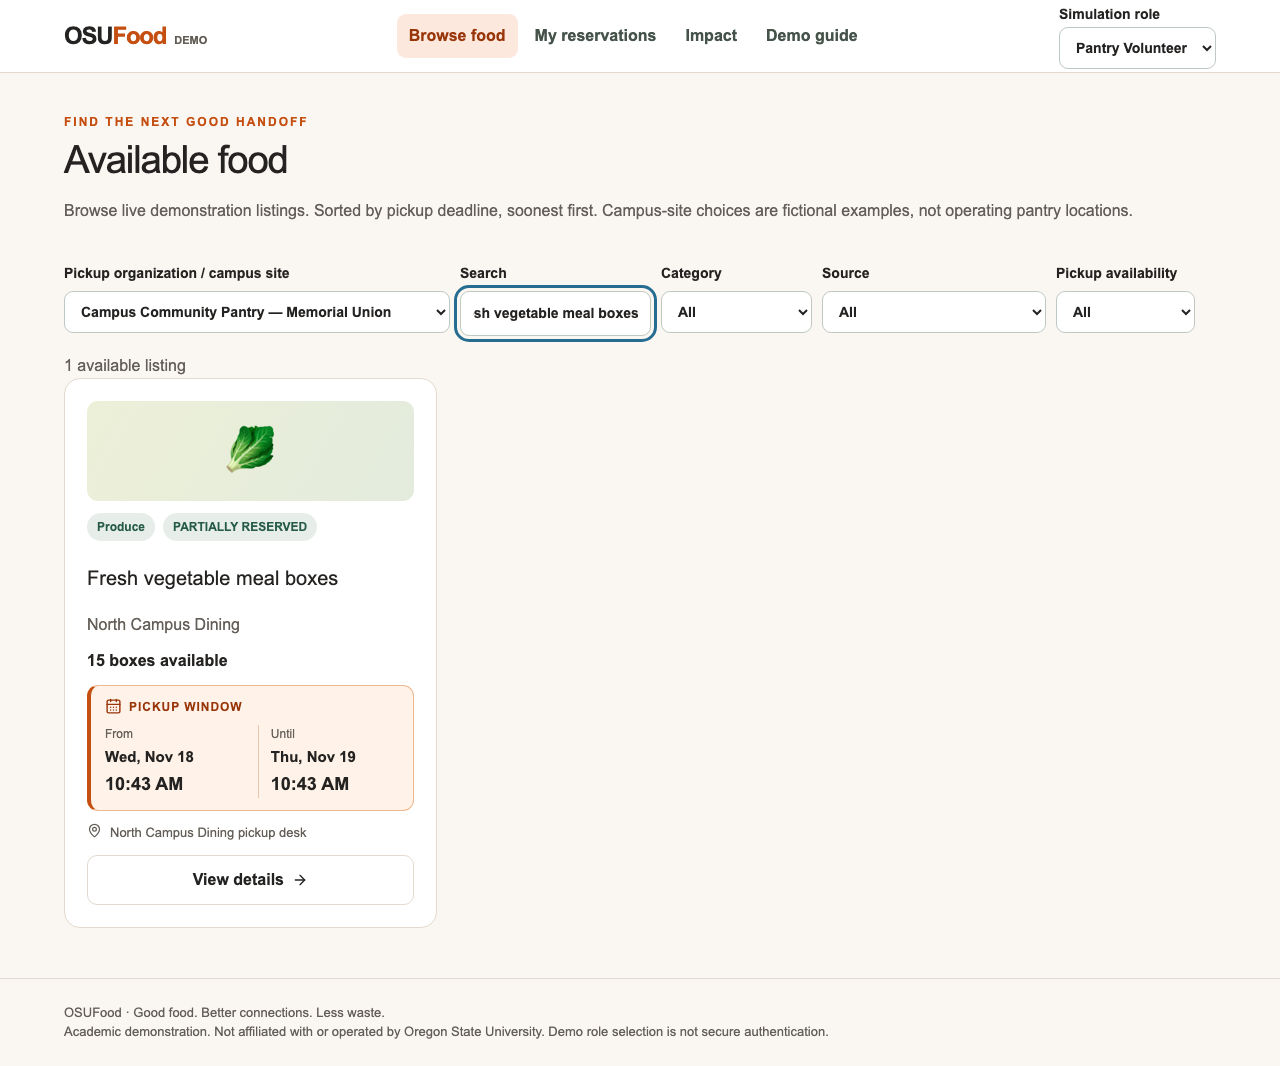 OSUFood DEMO
Browse food
My reservations
Impact
Demo guide
Simulation role
Pantry Volunteer
FIND THE NEXT GOOD HANDOFF
Available food
Browse live demonstration listings. Sorted by pickup deadline, soonest first. Campus-site choices are fictional examples, not operating pantry locations.
Pickup organization / campus site
Campus Community Pantry — Memorial Union
Search
sh vegetable meal boxes
Category
All
Source
All
Pickup availability
All
1 available listing
Produce
PARTIALLY RESERVED
Fresh vegetable meal boxes
North Campus Dining
15 boxes available
PICKUP WINDOW
From
Wed, Nov 18
10:43 AM
Until
Thu, Nov 19
10:43 AM
North Campus Dining pickup desk
View details →
OSUFood · Good food. Better connections. Less waste.
Academic demonstration. Not affiliated with or operated by Oregon State University. Demo role selection is not secure authentication.